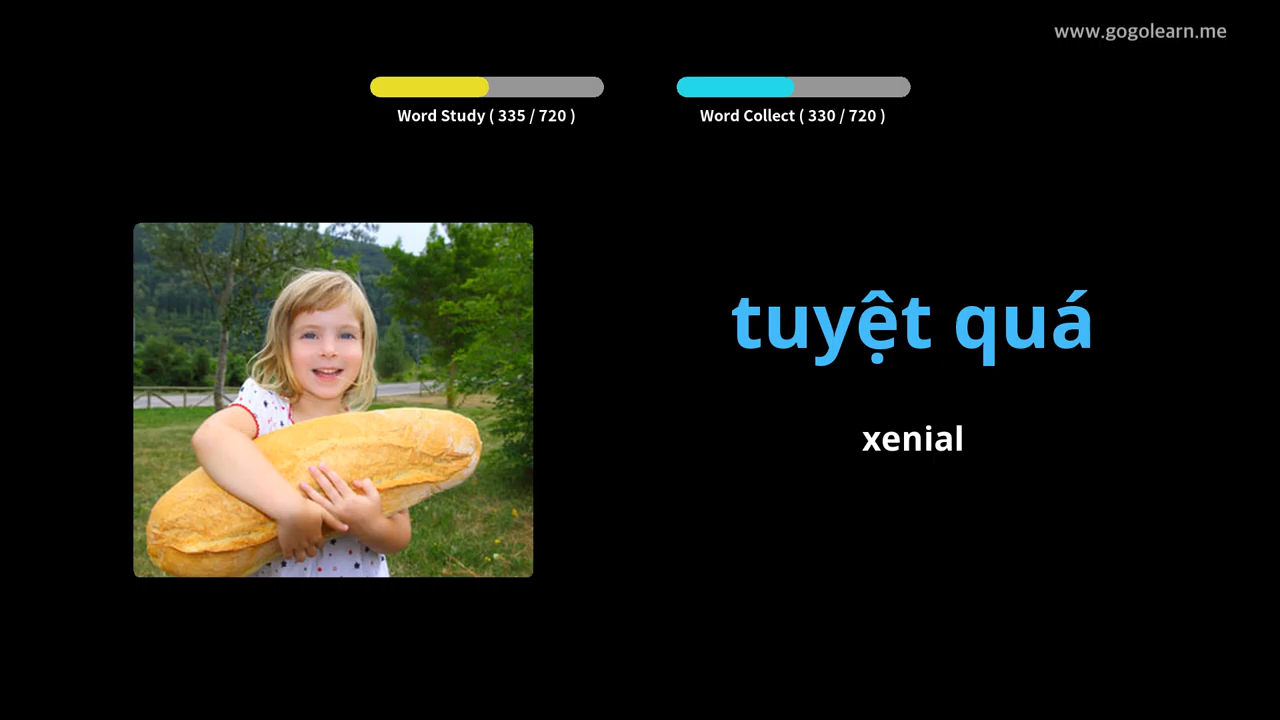 www.gogolearn.me
Word Study ( 335 / 720 )
Word Collect ( 330 / 720 )
tuyệt quá
xenial